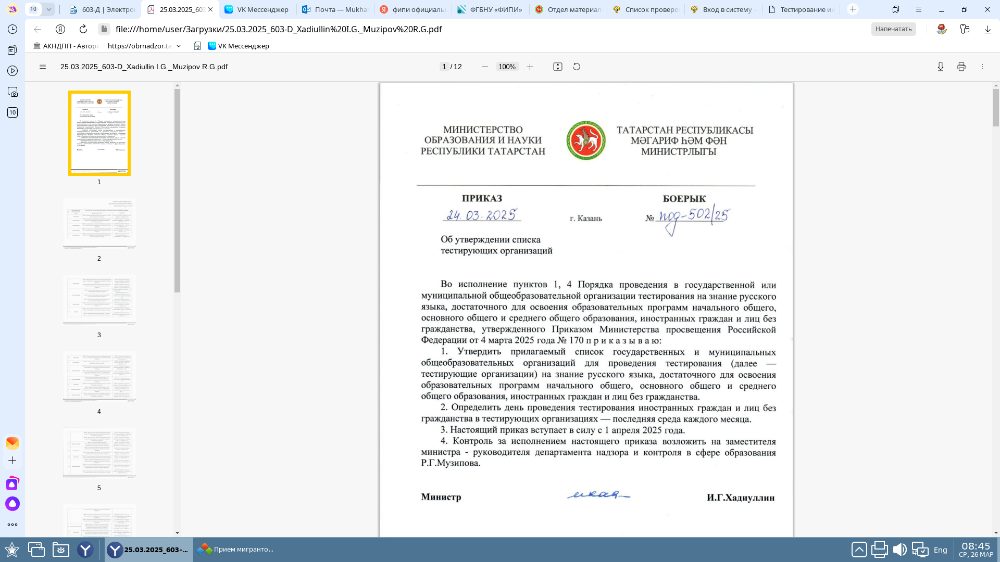 10
603-Д | Электрон
25.03.2025_603
VK Мессенджер
Почта — Mukha
фипи официаль
ФГБНУ «ФИПИ»
Отдел материал
Список проверо
Вход в систему –
Тестирование ин
file:///home/user/Загрузки/25.03.2025_603-D_Xadiullin%20I.G._Muzipov%20R.G.pdf
Напечатать
АКНДПП - Автори
https://obrnadzor.ta
VK Мессенджер
25.03.2025_603-D_Xadiullin I.G._Muzipov R.G.pdf
1 / 12
100%
10
1
2
3
4
5
МИНИСТЕРСТВО
ОБРАЗОВАНИЯ И НАУКИ
РЕСПУБЛИКИ ТАТАРСТАН
ТАТАРСТАН РЕСПУБЛИКАСЫ
МӘГАРИФ ҺӘМ ФӘН
МИНИСТРЛЫГЫ
ПРИКАЗ
БОЕРЫК
24.03.2025
г. Казань
№ под-502/25
Об утверждении списка
тестирующих организаций
Во исполнение пунктов 1, 4 Порядка проведения в государственной или
муниципальной общеобразовательной организации тестирования на знание русского
языка, достаточного для освоения образовательных программ начального общего,
основного общего и среднего общего образования, иностранных граждан и лиц без
гражданства, утвержденного Приказом Министерства просвещения Российской
Федерации от 4 марта 2025 года № 170 п р и к а з ы в а ю:
1. Утвердить прилагаемый список государственных и муниципальных
общеобразовательных организаций для проведения тестирования (далее —
тестирующие организации) на знание русского языка, достаточного для освоения
образовательных программ начального общего, основного общего и среднего
общего образования, иностранных граждан и лиц без гражданства.
2. Определить день проведения тестирования иностранных граждан и лиц без
гражданства в тестирующих организациях — последняя среда каждого месяца.
3. Настоящий приказ вступает в силу с 1 апреля 2025 года.
4. Контроль за исполнением настоящего приказа возложить на заместителя
министра - руководителя департамента надзора и контроля в сфере образования
Р.Г.Музипова.
Министр
И.Г.Хадиуллин
25.03.2025_603-...
Прием мигранто...
Eng
08:45
СР, 26 МАР